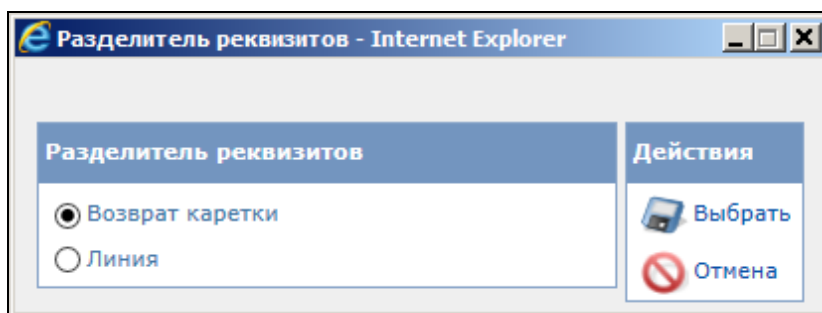 Разделитель реквизитов - Internet Explorer
Разделитель реквизитов
Действия
Возврат каретки
Выбрать
Линия
Отмена